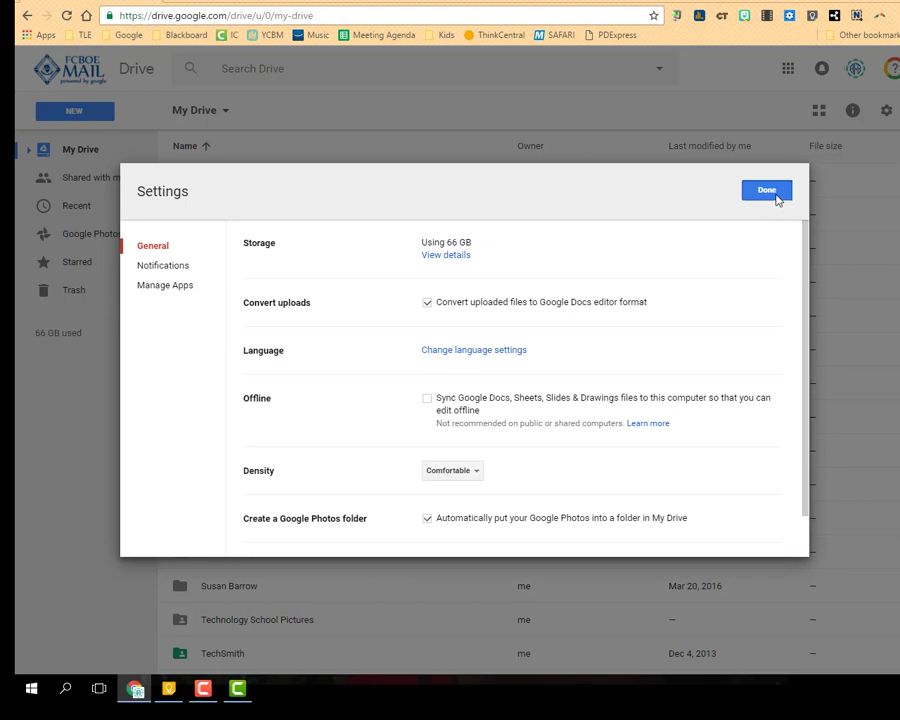 https://drive.google.com/drive/u/0/my-drive
Apps TLE Google Blackboard IC YCBM Music Meeting Agenda Kids ThinkCentral SAFARI PDExpress Other bookmark
FCBOE
MAIL
powered by google
Drive
Search Drive
NEW
My Drive
My Drive
Name Owner Last modified by me File size
Shared with m
Recent
Google Photos
Starred
Trash
66 GB used
Settings
Done
General
Notifications
Manage Apps
Storage
Using 66 GB
View details
Convert uploads
Convert uploaded files to Google Docs editor format
Language
Change language settings
Offline
Sync Google Docs, Sheets, Slides & Drawings files to this computer so that you can
edit offline
Not recommended on public or shared computers. Learn more
Density
Comfortable
Create a Google Photos folder
Automatically put your Google Photos into a folder in My Drive
Susan Barrow me Mar 20, 2016 —
Technology School Pictures me — —
TechSmith me Dec 4, 2013 —